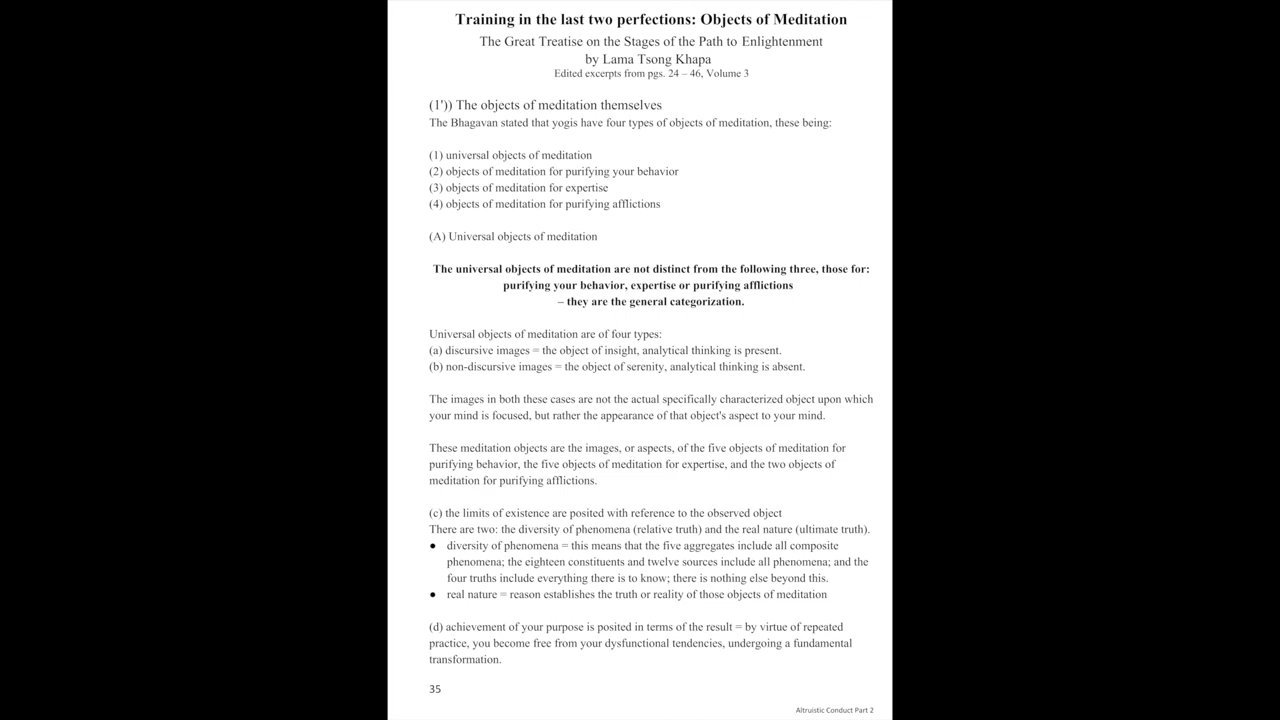 Training in the last two perfections: Objects of Meditation
The Great Treatise on the Stages of the Path to Enlightenment
by Lama Tsong Khapa
Edited excerpts from pgs. 24 – 46, Volume 3
(1')) The objects of meditation themselves
The Bhagavan stated that yogis have four types of objects of meditation, these being:
(1) universal objects of meditation
(2) objects of meditation for purifying your behavior
(3) objects of meditation for expertise
(4) objects of meditation for purifying afflictions
(A) Universal objects of meditation
The universal objects of meditation are not distinct from the following three, those for:
purifying your behavior, expertise or purifying afflictions
– they are the general categorization.
Universal objects of meditation are of four types:
(a) discursive images = the object of insight, analytical thinking is present.
(b) non-discursive images = the object of serenity, analytical thinking is absent.
The images in both these cases are not the actual specifically characterized object upon which
your mind is focused, but rather the appearance of that object's aspect to your mind.
These meditation objects are the images, or aspects, of the five objects of meditation for
purifying behavior, the five objects of meditation for expertise, and the two objects of
meditation for purifying afflictions.
(c) the limits of existence are posited with reference to the observed object
There are two: the diversity of phenomena (relative truth) and the real nature (ultimate truth).
● diversity of phenomena = this means that the five aggregates include all composite
phenomena; the eighteen constituents and twelve sources include all phenomena; and the
four truths include everything there is to know; there is nothing else beyond this.
● real nature = reason establishes the truth or reality of those objects of meditation
(d) achievement of your purpose is posited in terms of the result = by virtue of repeated
practice, you become free from your dysfunctional tendencies, undergoing a fundamental
transformation.
35
Altruistic Conduct Part 2